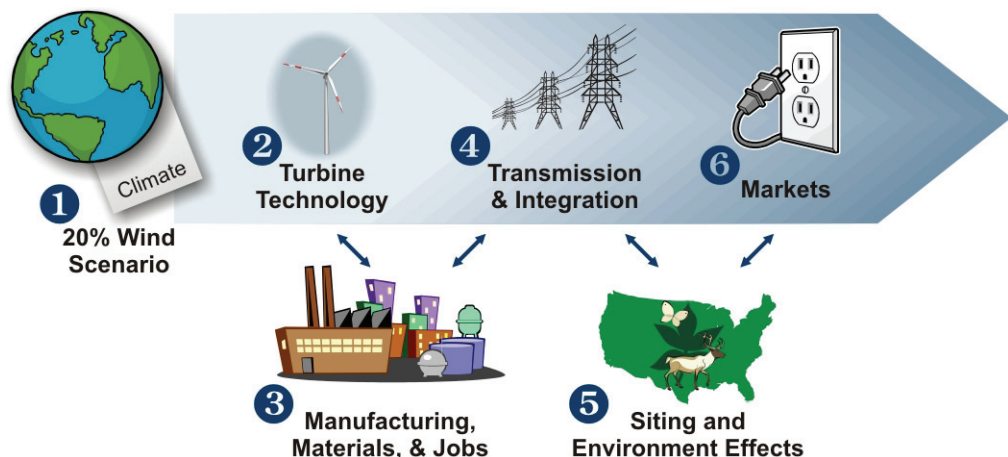 Climate
1
20% Wind
Scenario
2
Turbine
Technology
3
Manufacturing,
Materials, & Jobs
4
Transmission
& Integration
5
Siting and
Environment Effects
6
Markets